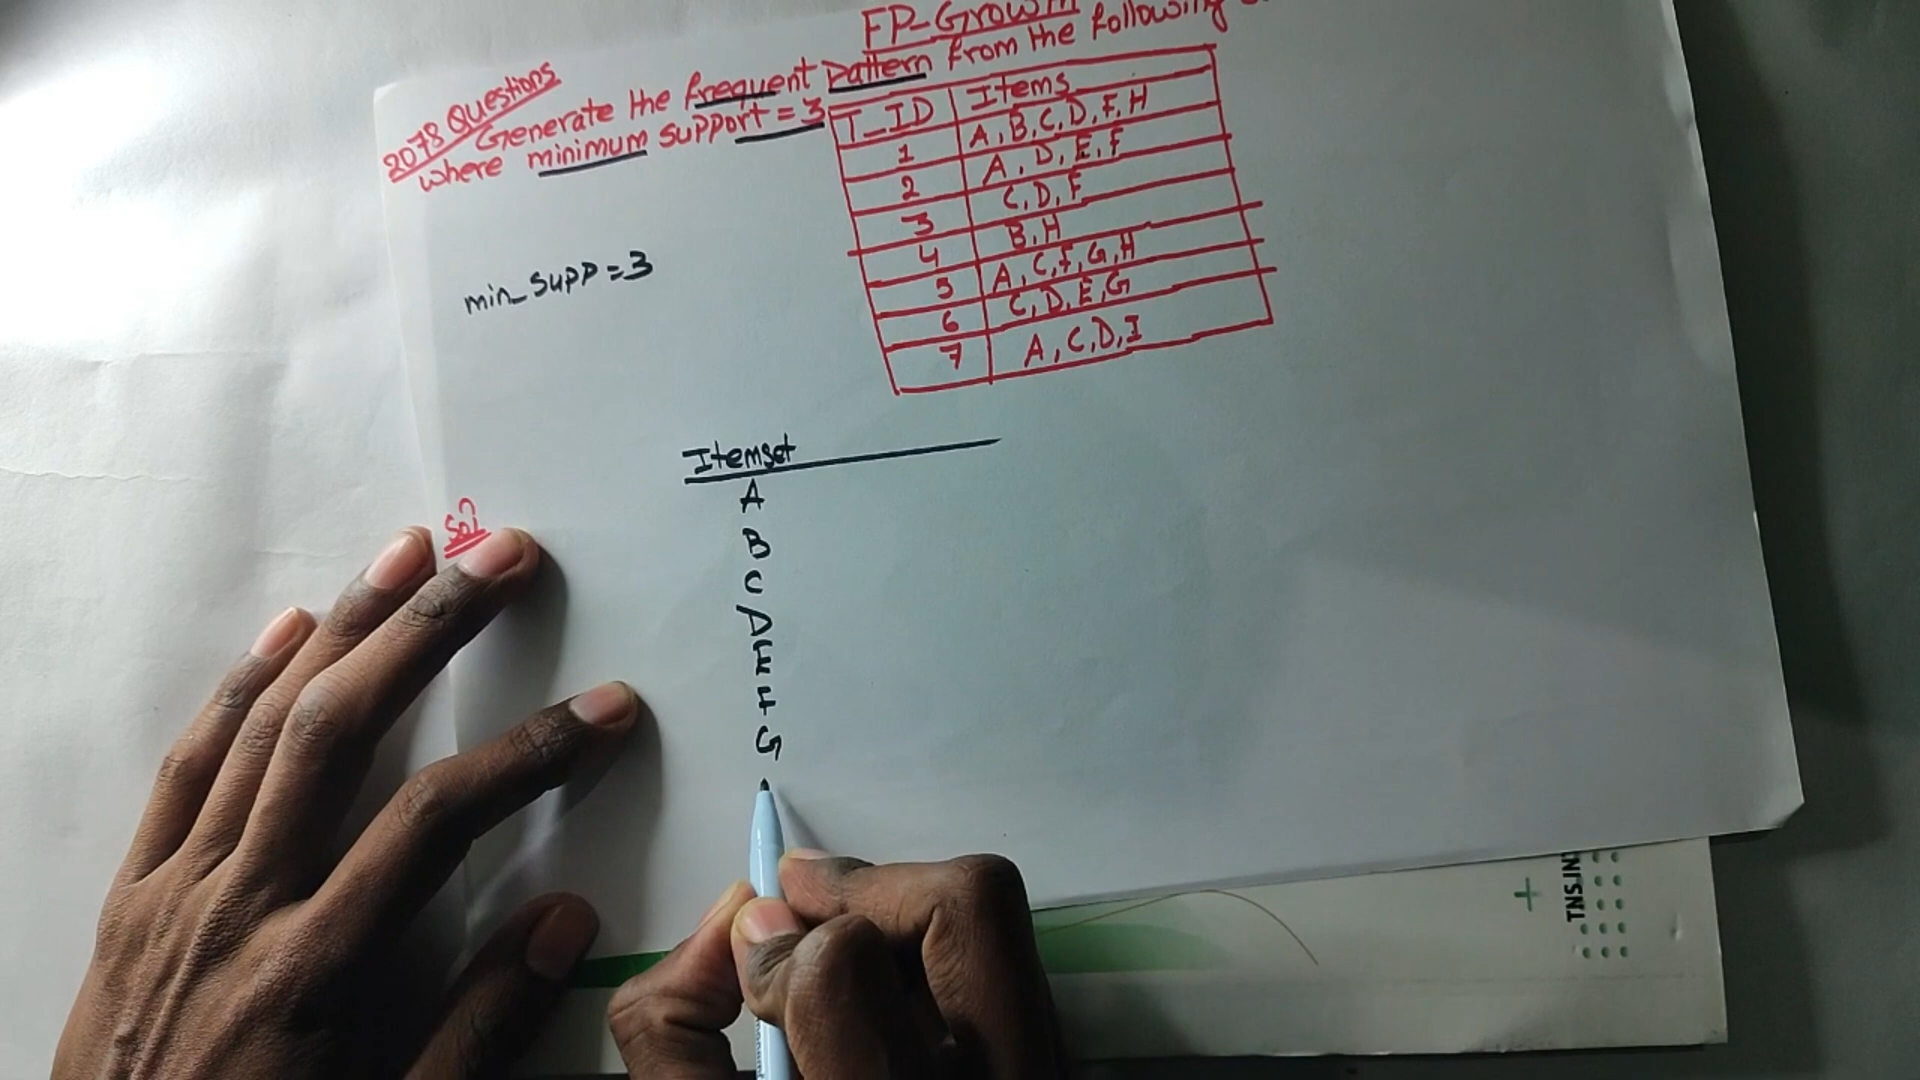 FP-Growth
2078 Questions
Generate the frequent pattern from the following
where minimum support = 3
T_ID Items
1 A, B, C, D, F, H
2 A, D, E, F
3 C, D, F
4 B, H
5 A, C, F, G, H
6 C, D, E, G
7 A, C, D, I
min_supp = 3
Itemset
A
Sol
B
C
D
E
F
G
TNS.IN